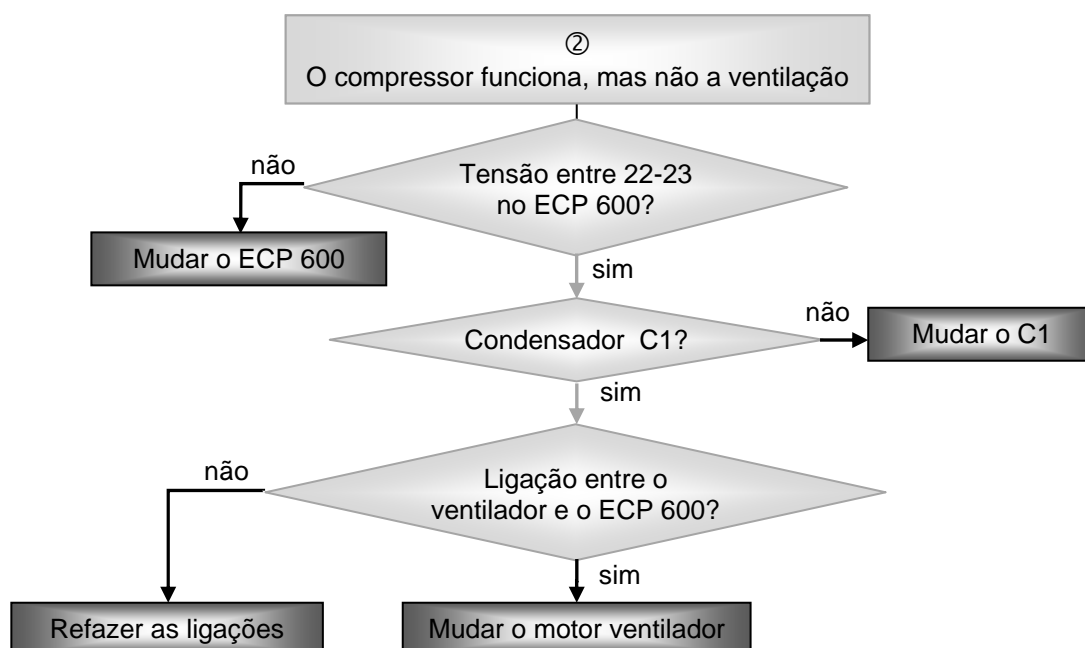 ②
O compressor funciona, mas não a ventilação
não
Tensão entre 22-23
no ECP 600?
Mudar o ECP 600
sim
Condensador  C1?
não
Mudar o C1
sim
não
Ligação entre o
ventilador e o ECP 600?
sim
Refazer as ligações
Mudar o motor ventilador